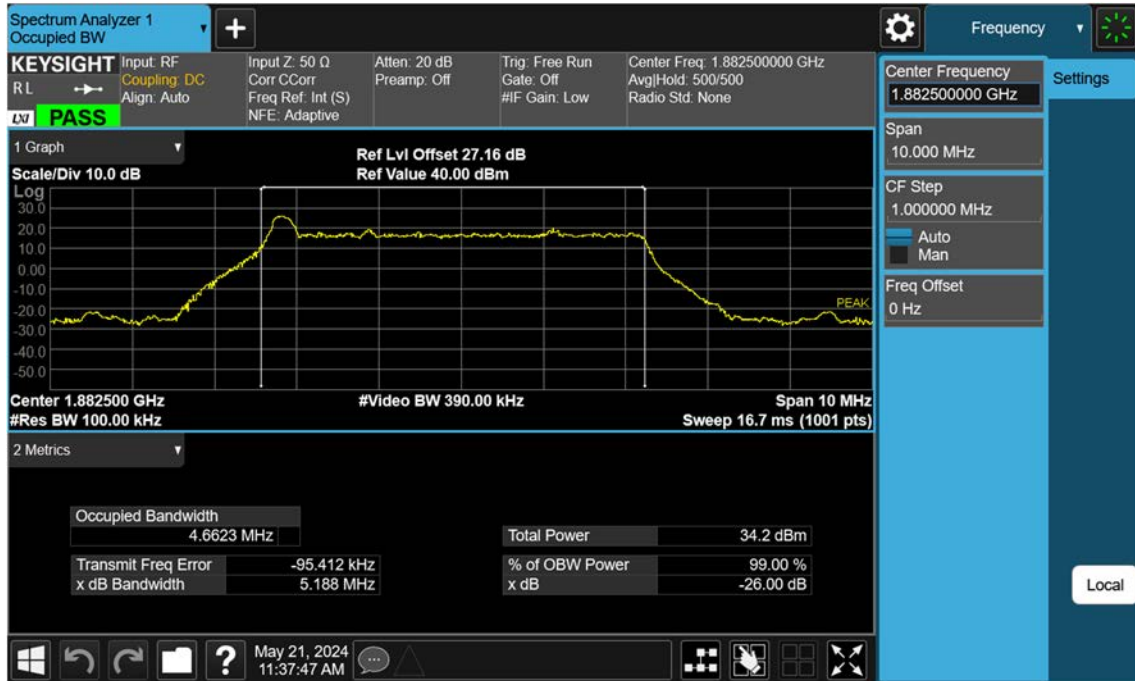 Spectrum Analyzer 1
Occupied BW
+
Frequency
KEYSIGHT
R L
LXI PASS
Input: RF
Coupling: DC
Align: Auto
Input Z: 50 Ω
Corr CCorr
Freq Ref: Int (S)
NFE: Adaptive
Atten: 20 dB
Preamp: Off
Trig: Free Run
Gate: Off
#IF Gain: Low
Center Freq: 1.882500000 GHz
Avg|Hold: 500/500
Radio Std: None
Center Frequency
1.882500000 GHz
Settings
Span
10.000 MHz
CF Step
1.000000 MHz
Auto
Man
Freq Offset
0 Hz
Local
1 Graph
Scale/Div 10.0 dB
Ref Lvl Offset 27.16 dB
Ref Value 40.00 dBm
Log
30.0
20.0
10.0
0.00
-10.0
-20.0
-30.0
-40.0
-50.0
PEAK
Center 1.882500 GHz
#Video BW 390.00 kHz
Span 10 MHz
#Res BW 100.00 kHz
Sweep 16.7 ms (1001 pts)
2 Metrics
Occupied Bandwidth
4.6623 MHz
Total Power 34.2 dBm
Transmit Freq Error -95.412 kHz
% of OBW Power 99.00 %
x dB Bandwidth 5.188 MHz
x dB -26.00 dB
?
May 21, 2024
11:37:47 AM